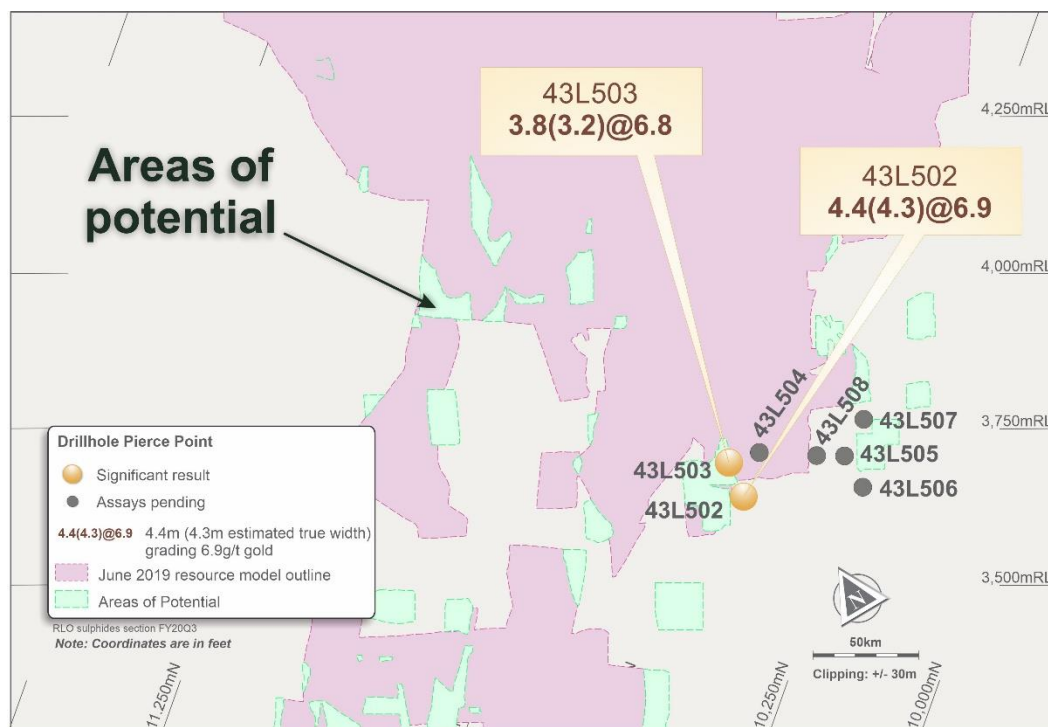 43L503
3.8(3.2)@6.8
43L502
4.4(4.3)@6.9
Areas of
potential
4,250mRL
4,000mRL
3,750mRL
3,500mRL
43L504
43L508
43L507
43L505
43L506
43L503
43L502
Drillhole Pierce Point
Significant result
Assays pending
4.4(4.3)@6.9 4.4m (4.3m estimated true width)
grading 6.9g/t gold
June 2019 resource model outline
Areas of Potential
RLO sulphides section FY20Q3
Note: Coordinates are in feet
N
50km
Clipping: +/- 30m
11,250mN
10,250mN
10,000mN